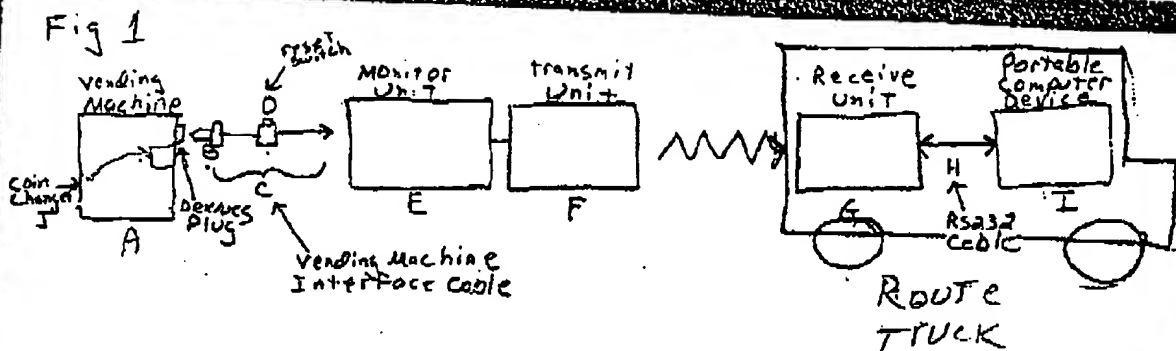 Fig 1
Vending
Machine
reset
switch
D
Monitor
Unit
transmit
Unit
Receive
Unit
Portable
Computer
Device
Coin
Changer
J
A
Plug
C
E
F
G
H
I
RS232
Cable
Vending Machine
Interface Cable
Route
Truck